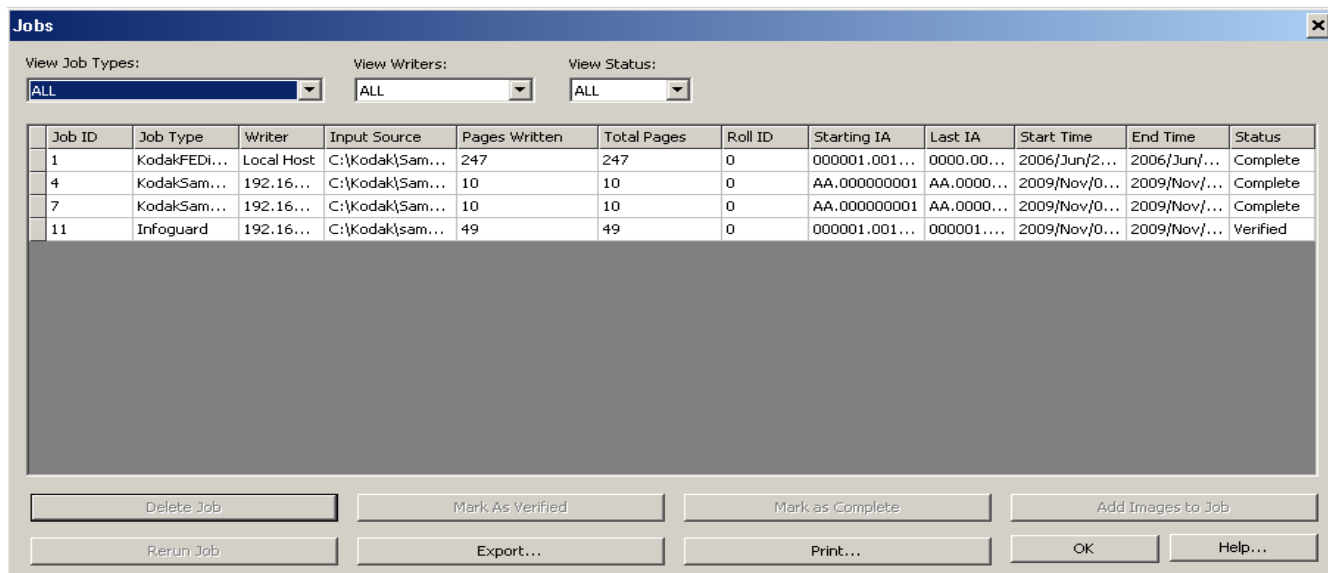 Jobs
View Job Types: View Writers: View Status:
ALL ALL ALL
Job ID Job Type Writer Input Source Pages Written Total Pages Roll ID Starting IA Last IA Start Time End Time Status
1 KodakFEDi... Local Host C:\Kodak\Sam... 247 247 0 000001.001... 0000.00... 2006/Jun/2... 2006/Jun/... Complete
4 KodakSam... 192.16... C:\Kodak\Sam... 10 10 0 AA.000000001 AA.0000... 2009/Nov/0... 2009/Nov/... Complete
7 KodakSam... 192.16... C:\Kodak\Sam... 10 10 0 AA.000000001 AA.0000... 2009/Nov/0... 2009/Nov/... Complete
11 Infoguard 192.16... C:\Kodak\sam... 49 49 0 000001.001... 000001.... 2009/Nov/0... 2009/Nov/... Verified
Delete Job Mark As Verified Mark as Complete Add Images to Job
Rerun Job Export... Print... OK Help...